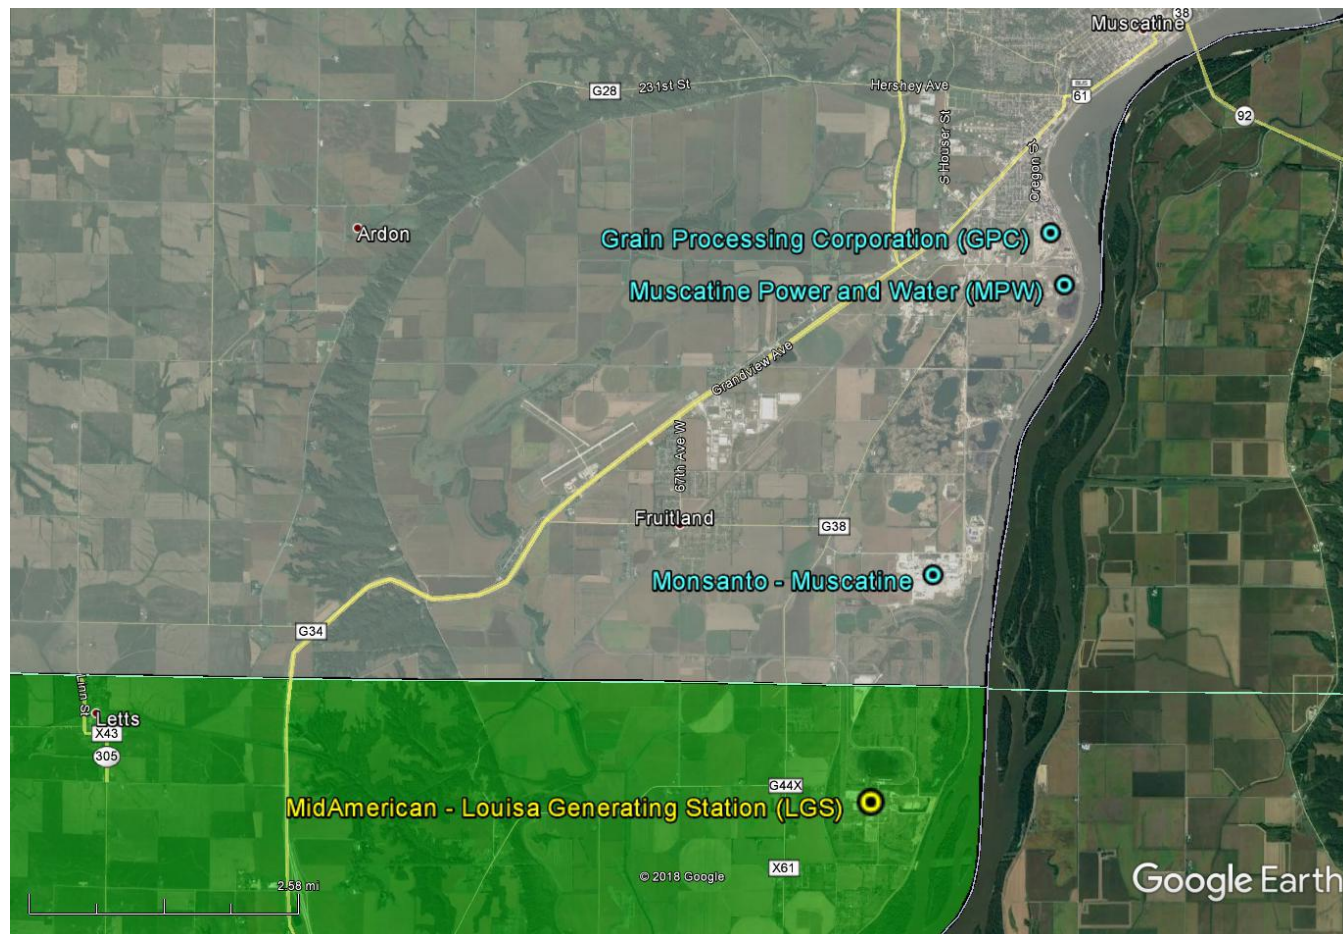 Muscatine
38
231st St
G28
Hershey Ave
BUS
61
92
S Houser St
Oregon St
Ardon
Grain Processing Corporation (GPC)
Muscatine Power and Water (MPW)
Grandview Ave
67th Ave W
Fruitland
G38
Monsanto - Muscatine
G34
Linn St
Letts
X43
305
G44X
MidAmerican - Louisa Generating Station (LGS)
X61
© 2018 Google
2.58 mi
Google Earth